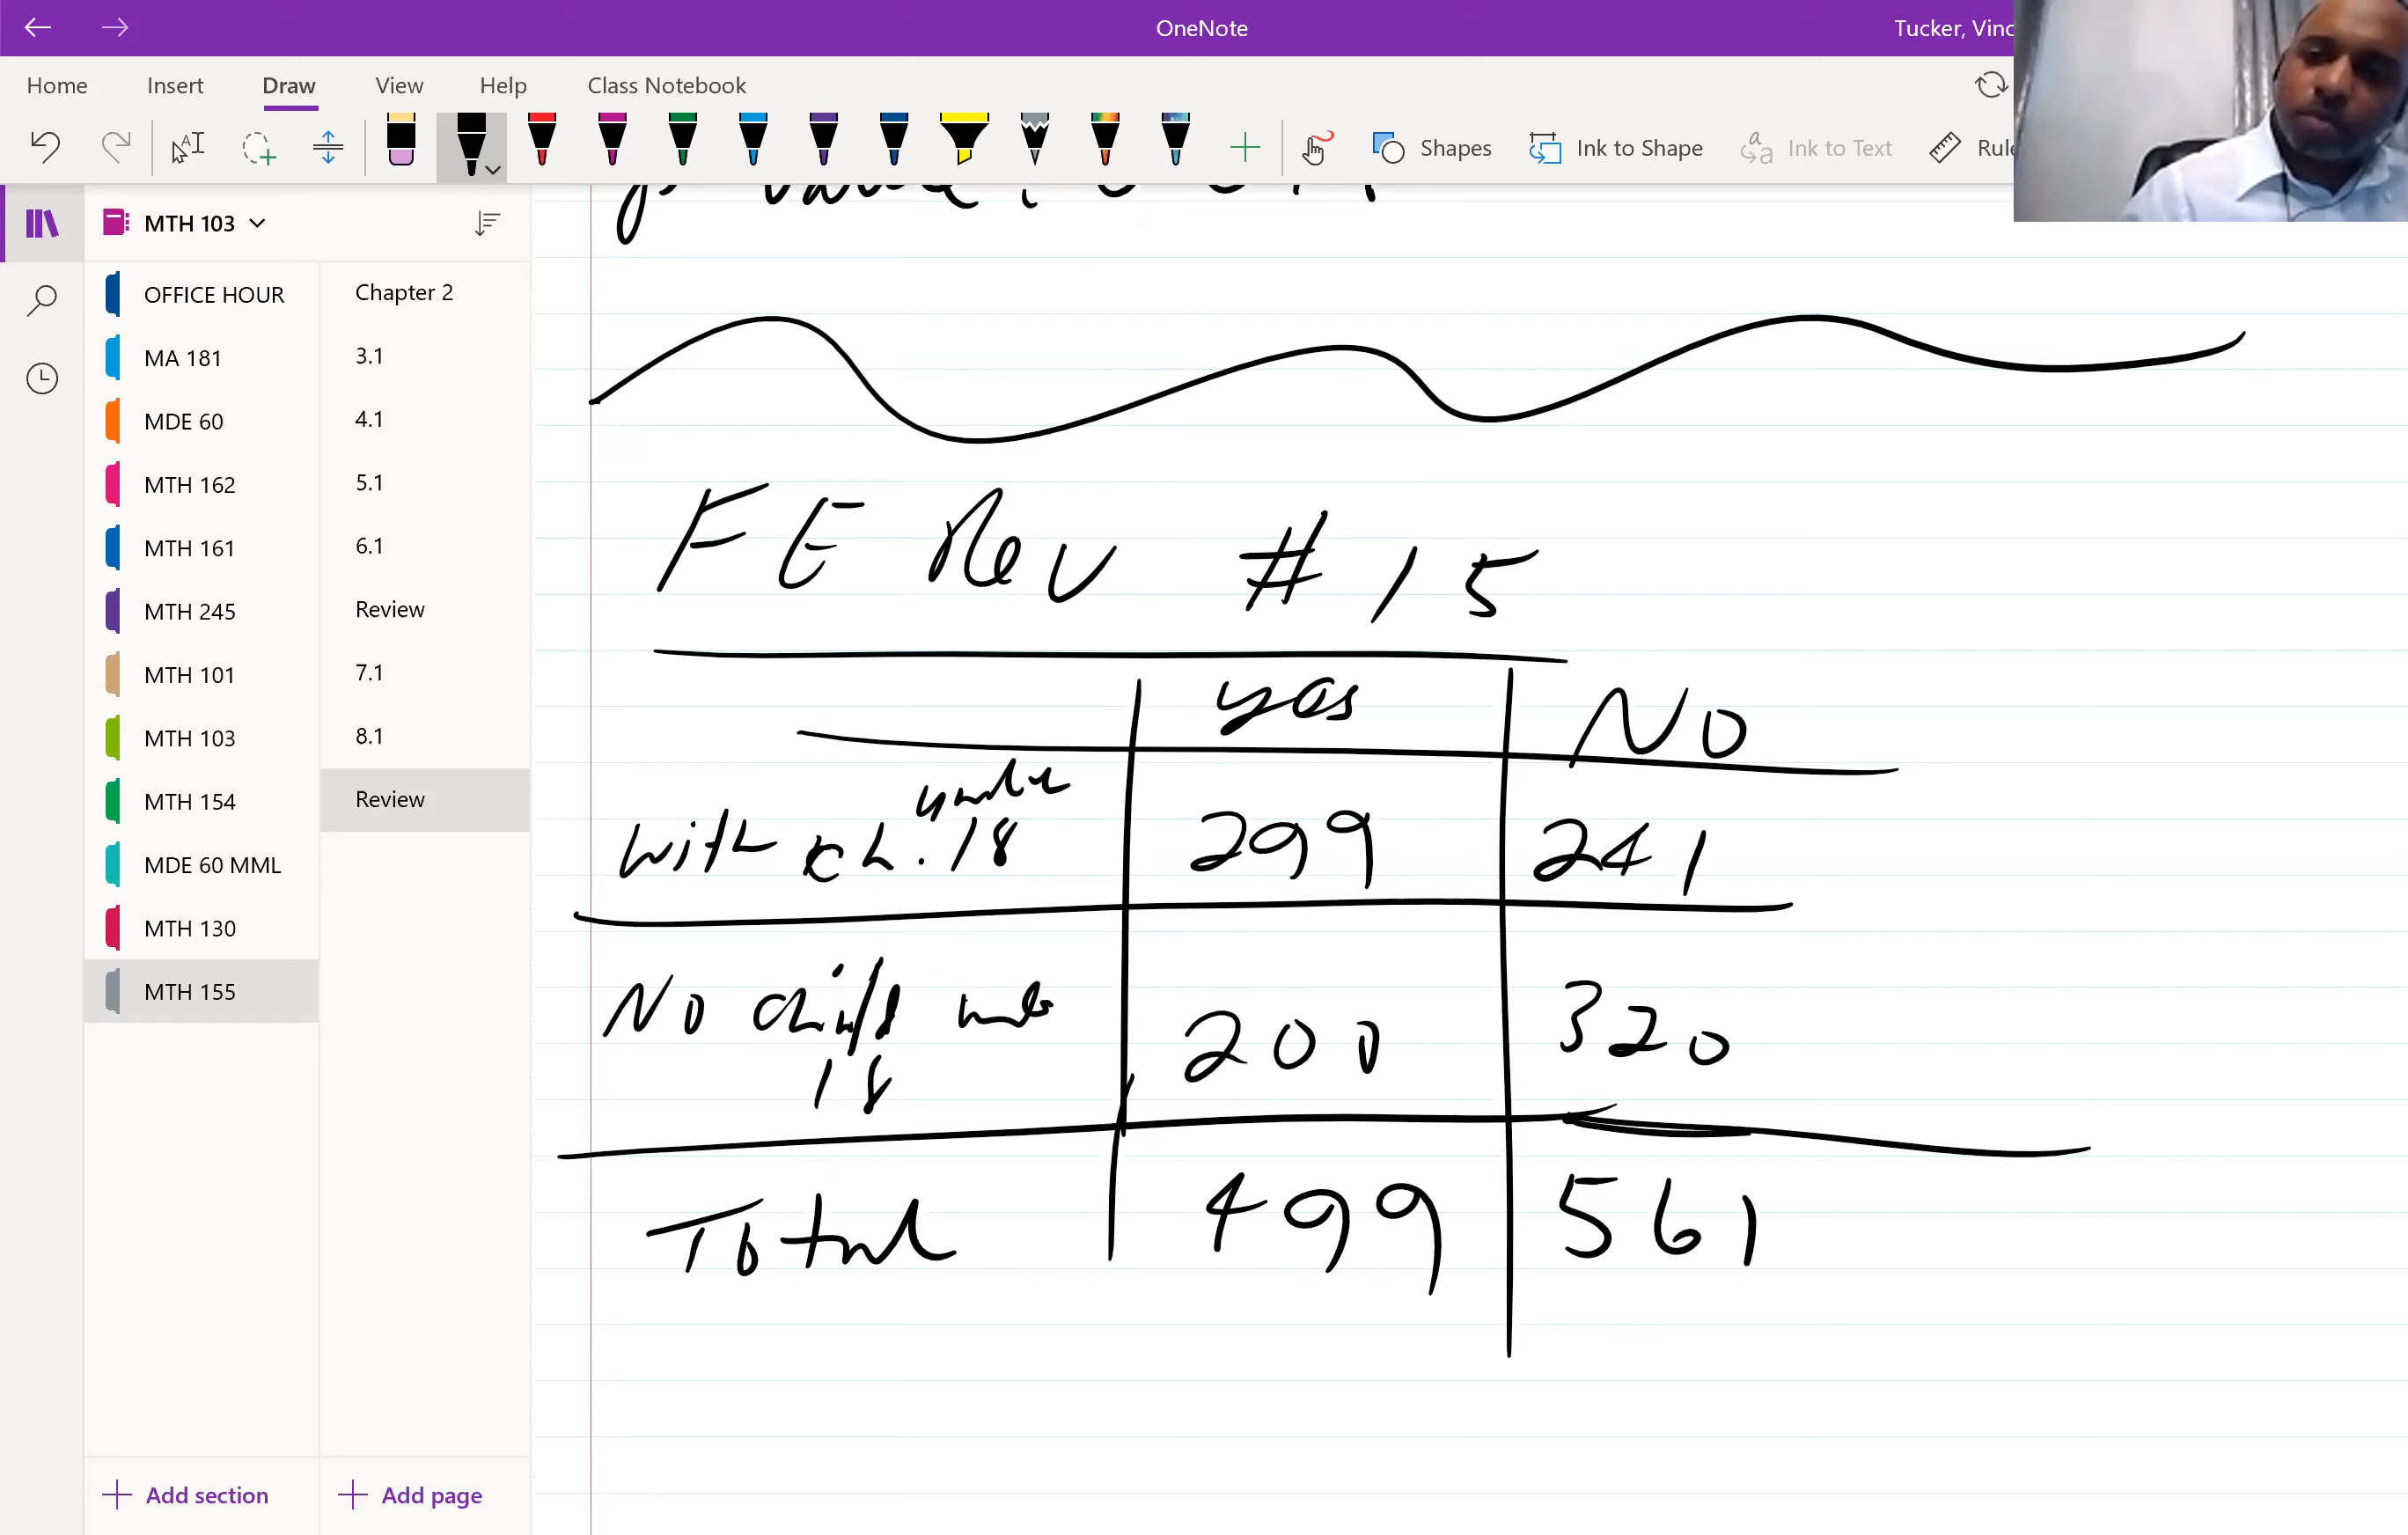 OneNote
Tucker, Vinc
Home Insert Draw View Help Class Notebook
Shapes Ink to Shape Ink to Text Rule
MTH 103
OFFICE HOUR
MA 181
MDE 60
MTH 162
MTH 161
MTH 245
MTH 101
MTH 103
MTH 154
MDE 60 MML
MTH 130
MTH 155
Add section
Chapter 2
3.1
4.1
5.1
6.1
Review
7.1
8.1
Review
Add page
FE Rev #15
yes No
under
with ch. 18 299 241
No child under
18 200 320
Total 499 561